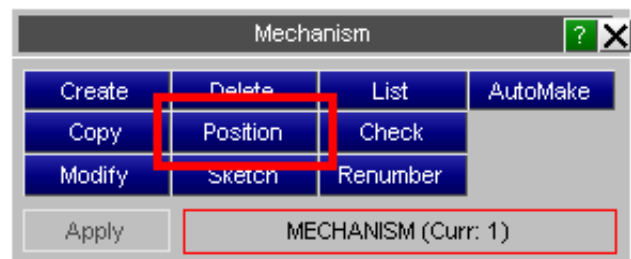 Mechanism ? X
Create Delete List AutoMake
Copy Position Check
Modify Sketch Renumber
Apply MECHANISM (Curr: 1)